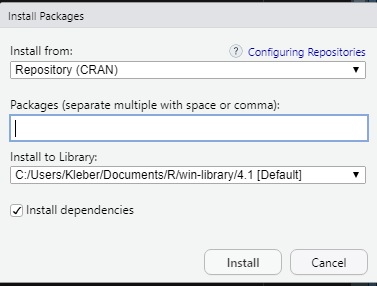 Install Packages
Install from:
? Configuring Repositories
Repository (CRAN)
Packages (separate multiple with space or comma):
Install to Library:
C:/Users/Kleber/Documents/R/win-library/4.1 [Default]
Install dependencies
Install
Cancel